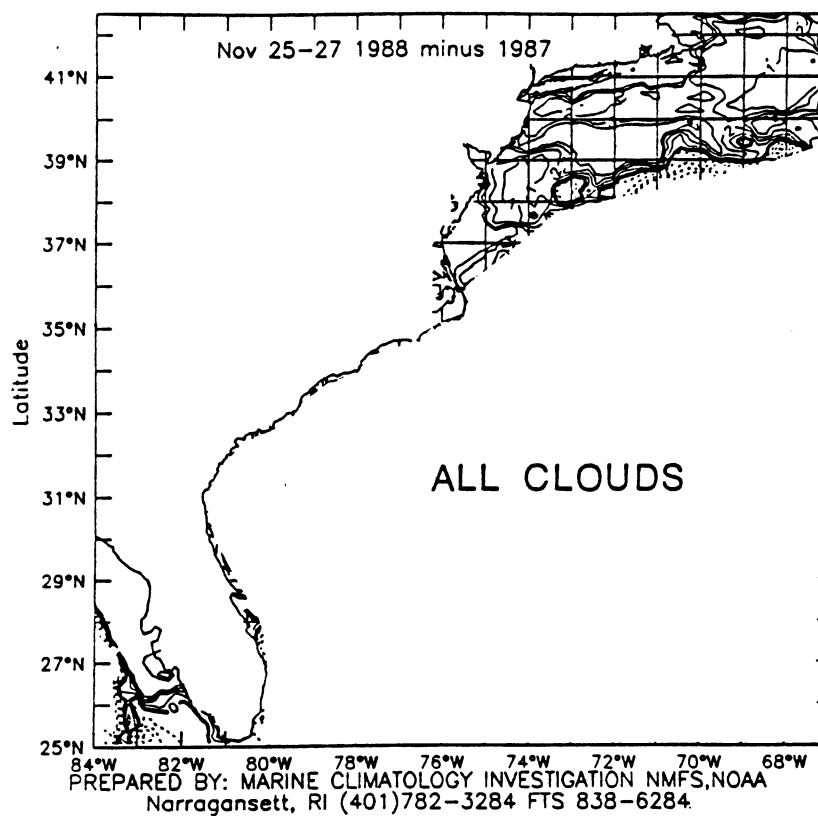 Nov 25-27 1988 minus 1987
41°N
39°N
37°N
35°N
33°N
31°N
29°N
27°N
25°N
Latitude
ALL CLOUDS
84°W 82°W 80°W 78°W 76°W 74°W 72°W 70°W 68°W
PREPARED BY: MARINE CLIMATOLOGY INVESTIGATION NMFS,NOAA
Narragansett, RI (401)782-3284 FTS 838-6284